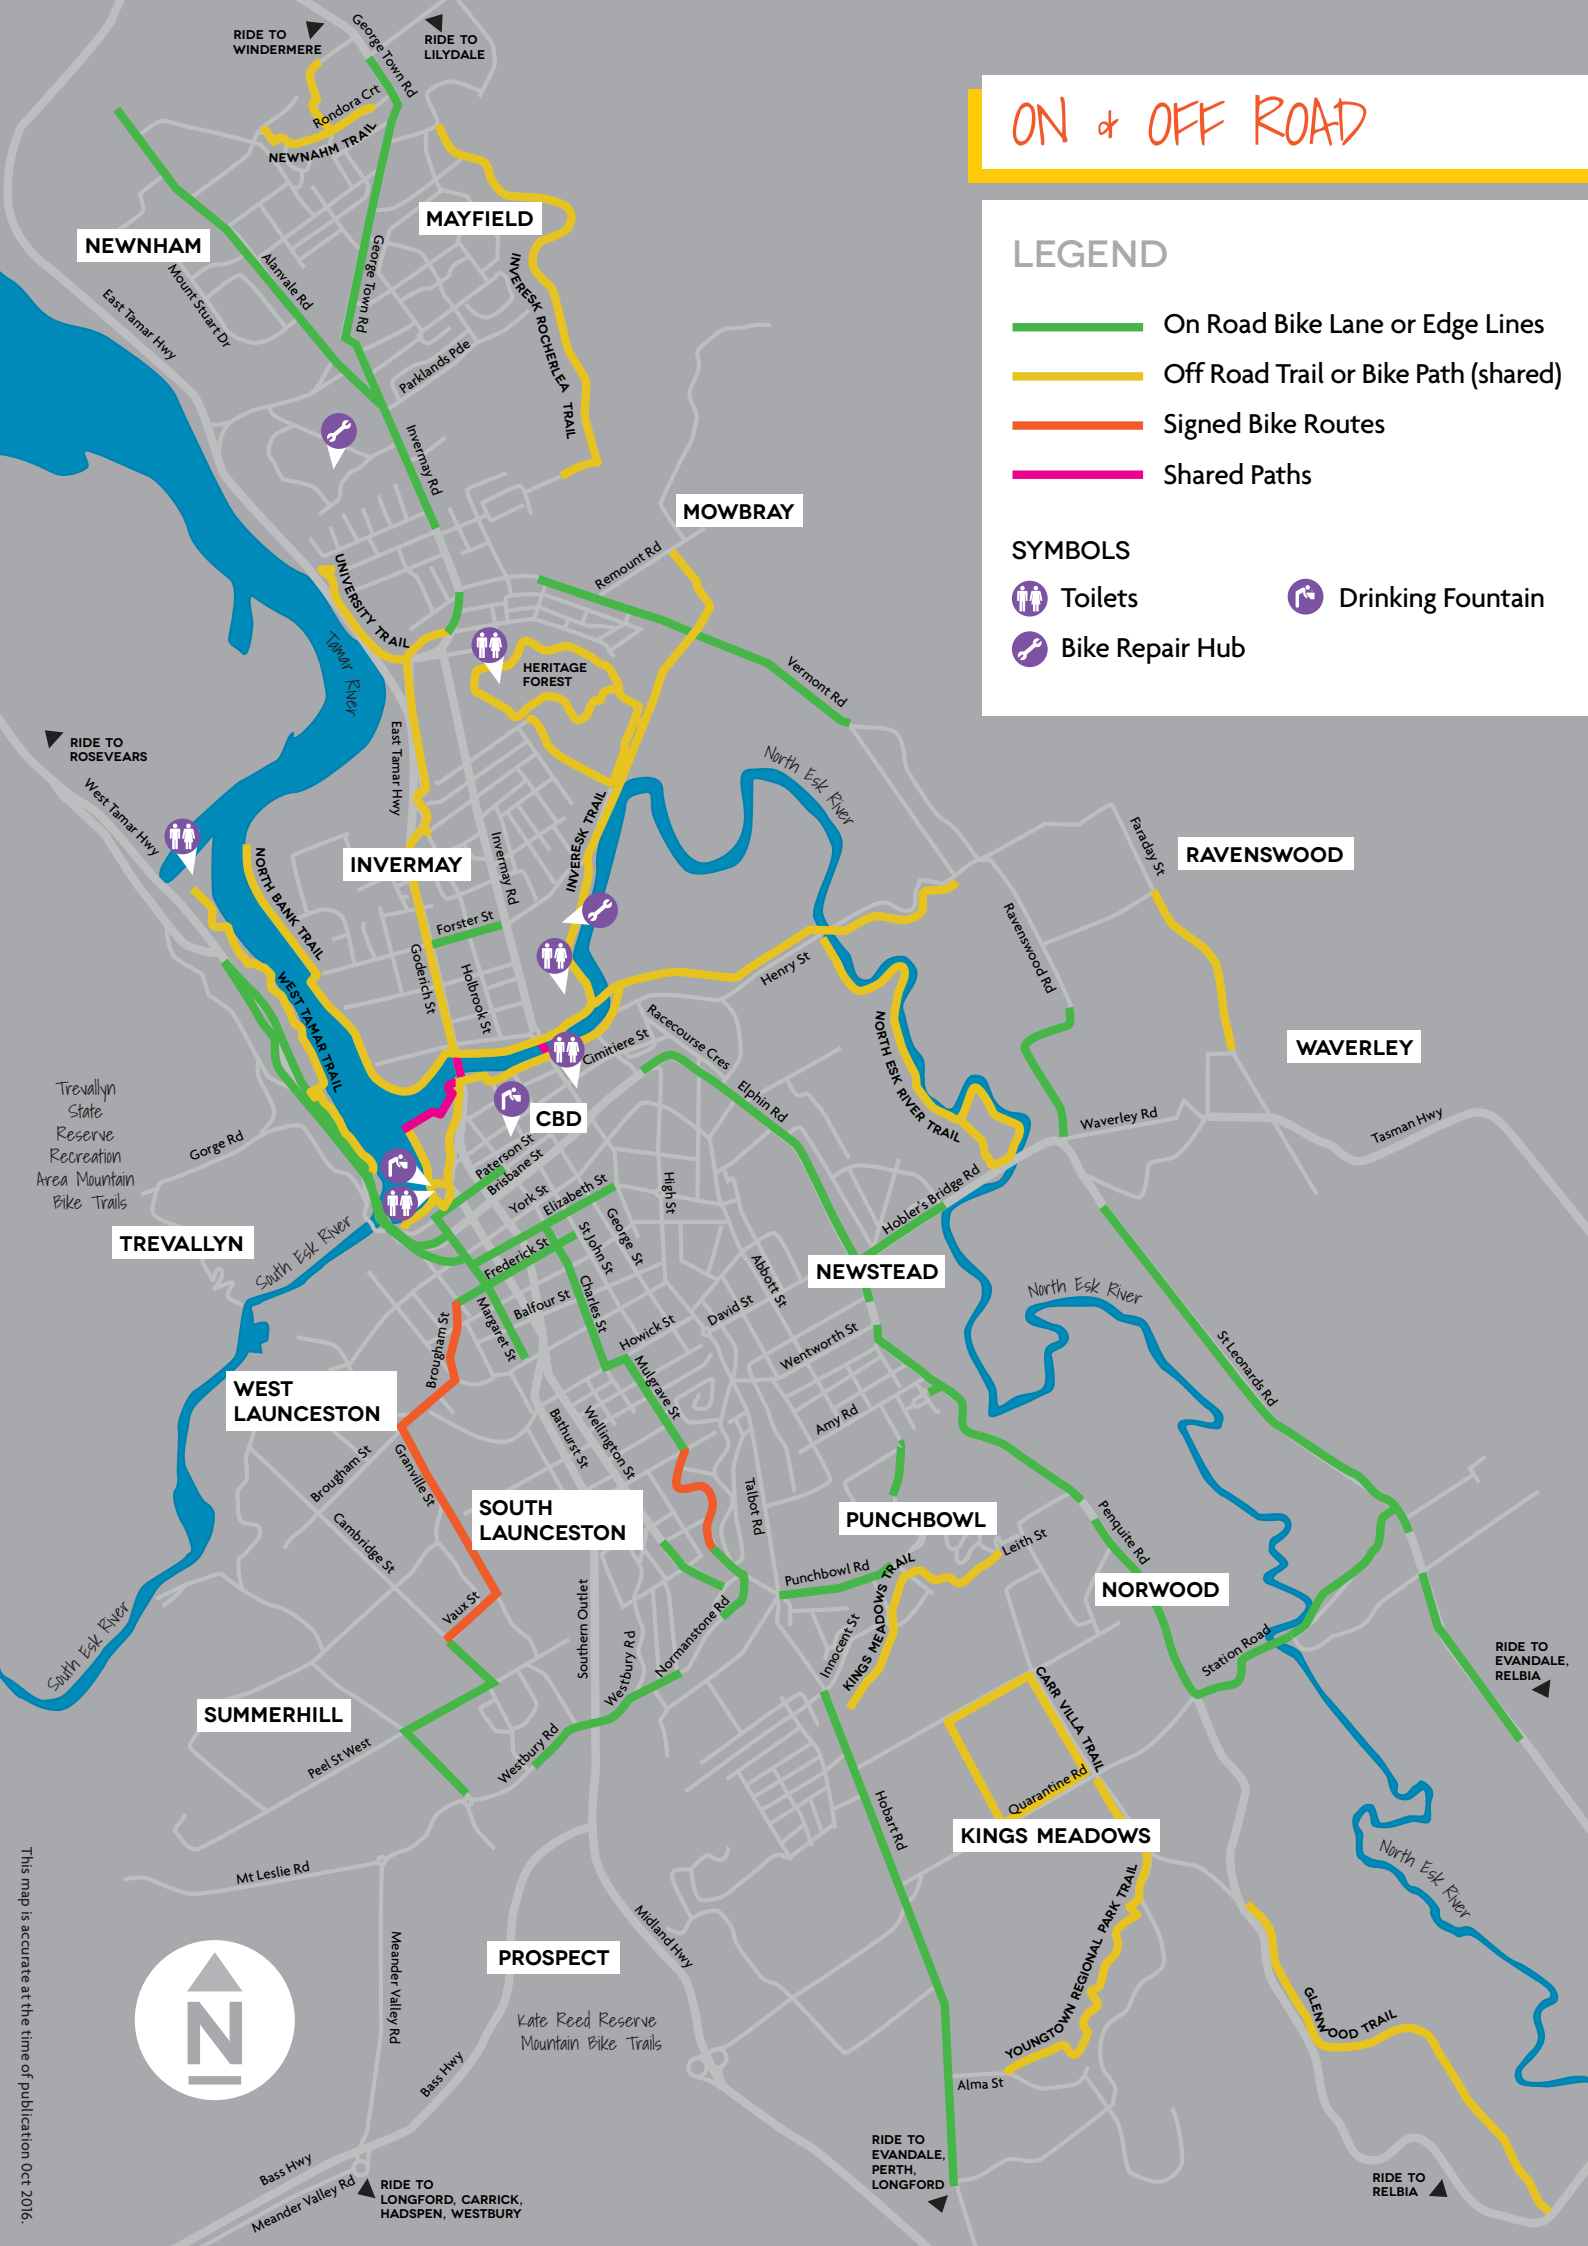 RIDE TO
WINDERMERE
George Town Rd
RIDE TO
LILYDALE
Rondora Crt
NEWNAHM TRAIL
ON & OFF ROAD
MAYFIELD
NEWNHAM
LEGEND
On Road Bike Lane or Edge Lines
Off Road Trail or Bike Path (shared)
Signed Bike Routes
Shared Paths
SYMBOLS
Toilets
Drinking Fountain
Bike Repair Hub
Mount Stuart Dr
Alanvale Rd
George Town Rd
East Tamar Hwy
INVERESK ROCHERLEA TRAIL
Parklands Pde
Invermay Rd
MOWBRAY
Remount Rd
UNIVERSITY TRAIL
Tamar River
HERITAGE
FOREST
Vermont Rd
RIDE TO
ROSEVEARS
West Tamar Hwy
East Tamar Hwy
North Esk River
INVERESK TRAIL
Invermay Rd
INVERMAY
Faraday St
RAVENSWOOD
NORTH BANK TRAIL
Forster St
Goderich St
Holbrook St
Henry St
Ravenswood Rd
WEST TAMAR TRAIL
Racecourse Cres
Cimitiere St
NORTH ESK RIVER TRAIL
WAVERLEY
Trevallyn
State
Reserve
Recreation
Area Mountain
Bike Trails
Gorge Rd
CBD
Elphin Rd
Waverley Rd
Tasman Hwy
Paterson St
Brisbane St
York St
Elizabeth St
High St
Hobler's Bridge Rd
TREVALLYN
South Esk River
Frederick St
St John St
George St
NEWSTEAD
Abbott St
North Esk River
Margaret St
Balfour St
Charles St
Howick St
David St
Wentworth St
Brougham St
Mulgrave St
St Leonards Rd
WEST
LAUNCESTON
Bathurst St
Wellington St
Amy Rd
Brougham St
Granville St
Talbot Rd
SOUTH
LAUNCESTON
PUNCHBOWL
Cambridge St
Penquite Rd
Leith St
Punchbowl Rd
NORWOOD
Vaux St
Southern Outlet
Westbury Rd
Normanstone Rd
Innocent St
KINGS MEADOWS TRAIL
Station Road
South Esk River
RIDE TO
EVANDALE,
RELBIA
CARR VILLA TRAIL
SUMMERHILL
Peel St West
Westbury Rd
Quarantine Rd
Hobart Rd
KINGS MEADOWS
North Esk River
Mt Leslie Rd
Midland Hwy
YOUNGTOWN REGIONAL PARK TRAIL
Meander Valley Rd
PROSPECT
Kate Reed Reserve
Mountain Bike Trails
GLENWOOD TRAIL
N
Bass Hwy
Alma St
RIDE TO
EVANDALE,
PERTH,
LONGFORD
RIDE TO
RELBIA
Bass Hwy
Meander Valley Rd
RIDE TO
LONGFORD, CARRICK,
HADSPEN, WESTBURY
This map is accurate at the time of publication Oct 2016.